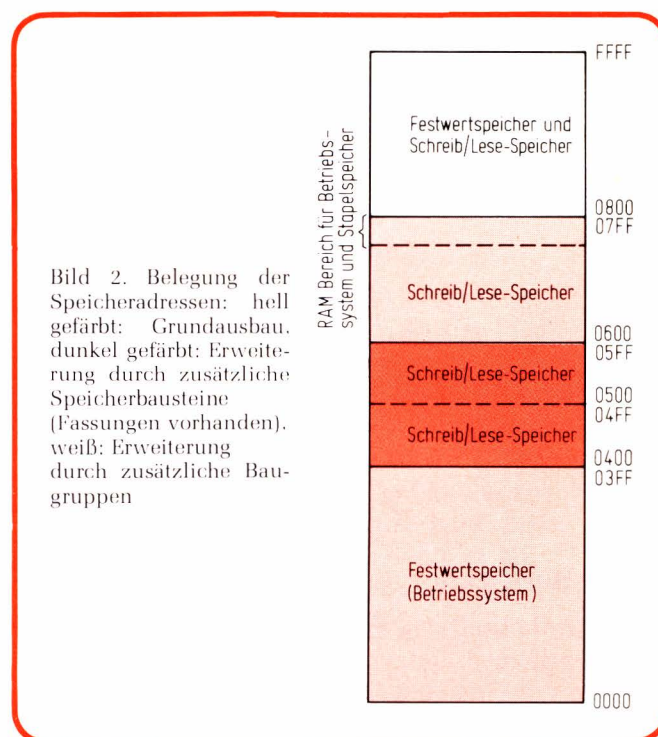 Bild 2. Belegung der
Speicheradressen: hell
gefärbt: Grundausbau,
dunkel gefärbt: Erweite-
rung durch zusätzliche
Speicherbausteine
(Fassungen vorhanden),
weiß: Erweiterung
durch zusätzliche Bau-
gruppen
RAM Bereich für Betriebs-
system und Stapelspeicher
FFFF
Festwertspeicher und
Schreib/Lese-Speicher
0800
07FF
Schreib/Lese-Speicher
0600
05FF
Schreib/Lese-Speicher
0500
04FF
Schreib/Lese-Speicher
0400
03FF
Festwertspeicher
(Betriebssystem)
0000